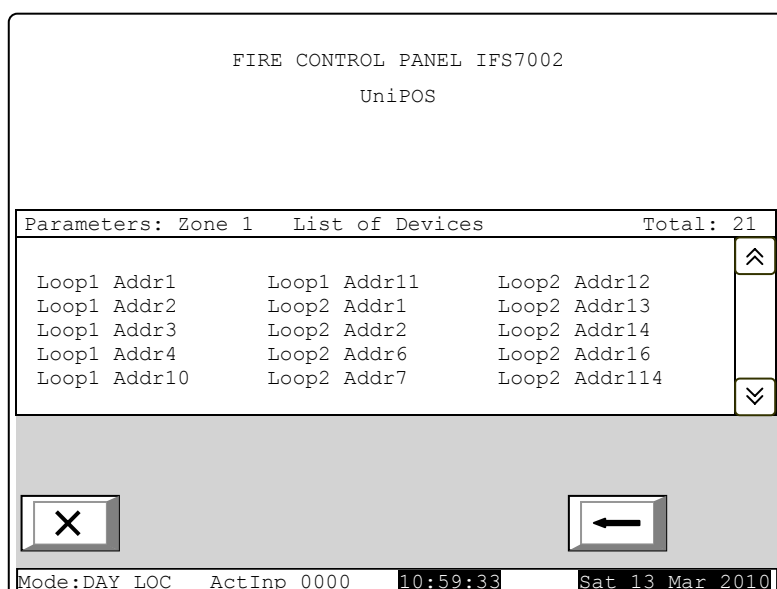 FIRE CONTROL PANEL IFS7002
UniPOS
Parameters: Zone 1 List of Devices Total: 21
Loop1 Addr1 Loop1 Addr11 Loop2 Addr12
Loop1 Addr2 Loop2 Addr1 Loop2 Addr13
Loop1 Addr3 Loop2 Addr2 Loop2 Addr14
Loop1 Addr4 Loop2 Addr6 Loop2 Addr16
Loop1 Addr10 Loop2 Addr7 Loop2 Addr114
Mode:DAY LOC ActInp 0000 10:59:33 Sat 13 Mar 2010